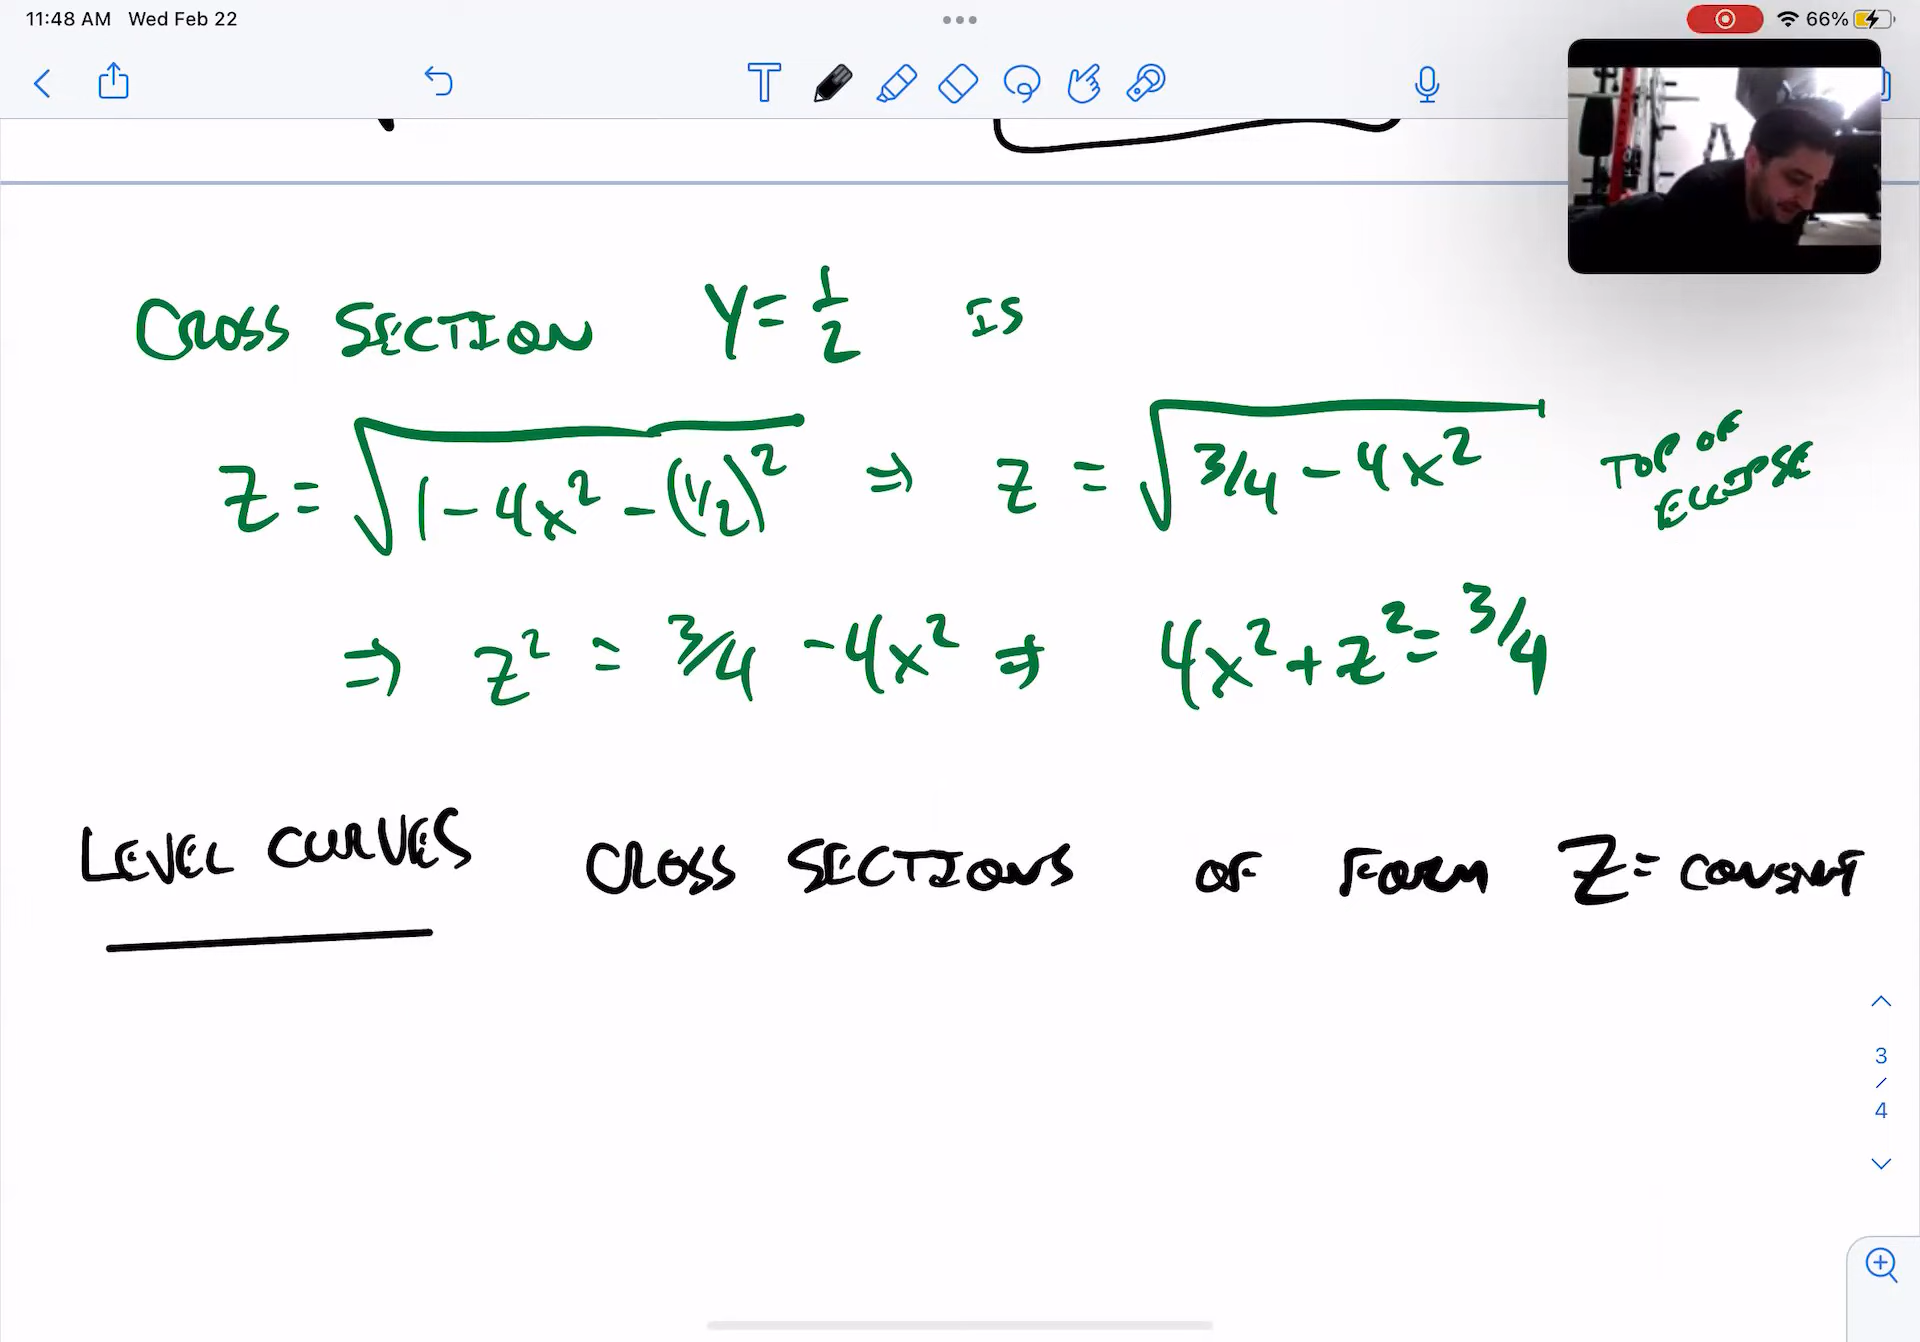 11:48 AM Wed Feb 22
66%
CROSS SECTION Y = 1/2 IS
Z = √(1 - 4x² - (1/2)²) ⇒ Z = √(3/4 - 4x²) TOP OF
ELLIPSE
⇒ Z² = 3/4 - 4x² ⇒ 4x² + Z² = 3/4
LEVEL CURVES CROSS SECTIONS OF FORM Z = CONSTANT
3
/
4